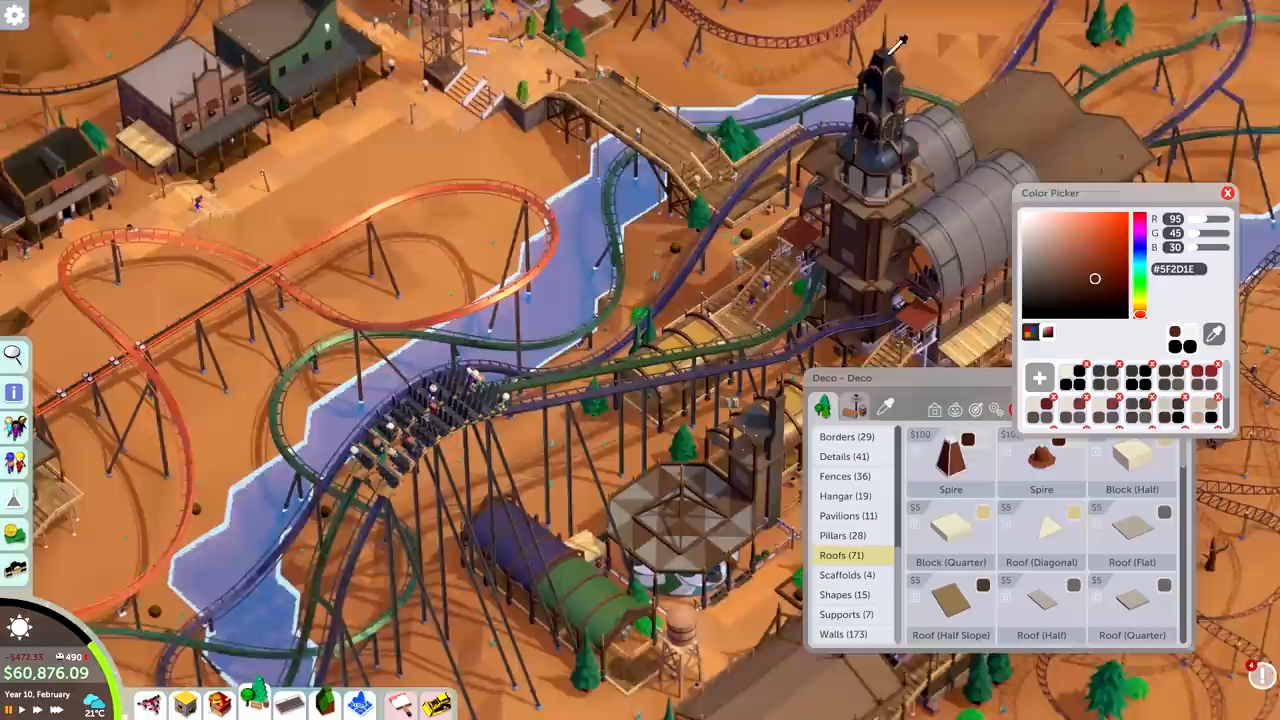 Color Picker
R 95
G 45
B 30
#5F2D1E
Deco - Deco
Borders (29)
Details (41)
Fences (36)
Hangar (19)
Pavilions (11)
Pillars (28)
Roofs (71)
Scaffolds (4)
Shapes (15)
Supports (7)
Walls (173)
$100
Spire
Spire
Block (Half)
$5 $5 $5
Block (Quarter) Roof (Diagonal) Roof (Flat)
$5 $5 $5
Roof (Half Slope) Roof (Half) Roof (Quarter)
-$472.33 490
$60,876.09
Year 10, February
21°C
4